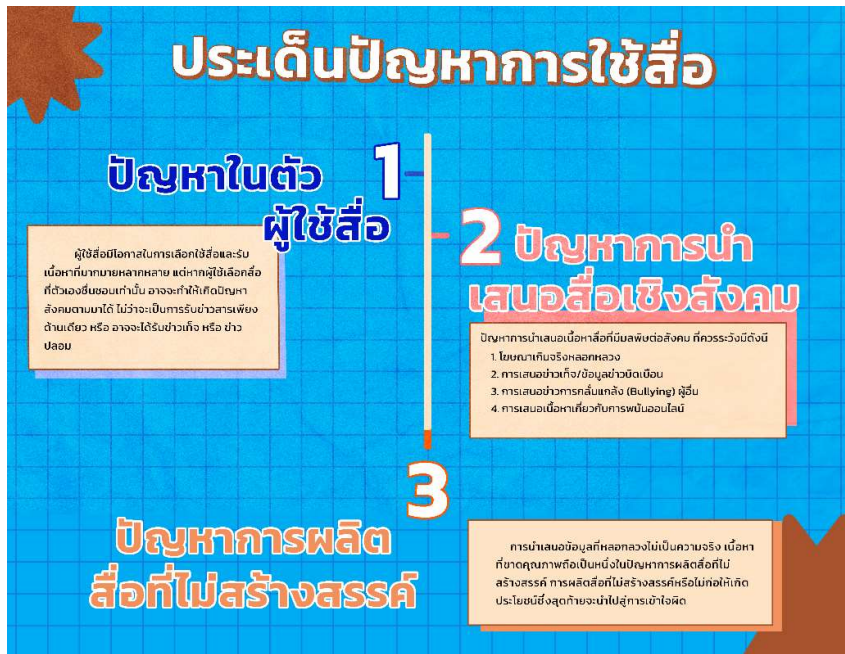 ประเด็นปัญหาการใช้สื่อ
1
ปัญหาในตัว
ผู้ใช้สื่อ
ผู้ใช้สื่อมีโอกาสในการเลือกใช้สื่อและรับ
เนื้อหาที่มากมายหลากหลาย แต่หากผู้ใช้เลือกสื่อ
ที่ตัวเองชื่นชอบเท่านั้น อาจจะทำให้เกิดปัญหา
สังคมตามมาได้ ไม่ว่าจะเป็นการรับข่าวสารเพียง
ด้านเดียว หรือ อาจจะได้รับข่าวเท็จ หรือ ข่าว
ปลอม
2 ปัญหาการนำ
เสนอสื่อเชิงสังคม
ปัญหาการนำเสนอเนื้อหาสื่อที่มีมลพิษต่อสังคม ที่ควรระวังมีดังนี้
1. โฆษณาเกินจริงหลอกหลวง
2. การเสนอข่าวเท็จ/ข้อมูลข่าวบิดเบือน
3. การเสนอข่าวการกลั่นแกล้ง (Bullying) ผู้อื่น
4. การเสนอเนื้อหาเกี่ยวกับการพนันออนไลน์
3
ปัญหาการผลิต
สื่อที่ไม่สร้างสรรค์
การนำเสนอข้อมูลที่หลอกลวงไม่เป็นความจริง เนื้อหา
ที่ขาดคุณภาพถือเป็นหนึ่งในปัญหาการผลิตสื่อที่ไม่
สร้างสรรค์ การผลิตสื่อที่ไม่สร้างสรรค์หรือไม่ก่อให้เกิด
ประโยชน์ซึ่งสุดท้ายจะนำไปสู่การเข้าใจผิด